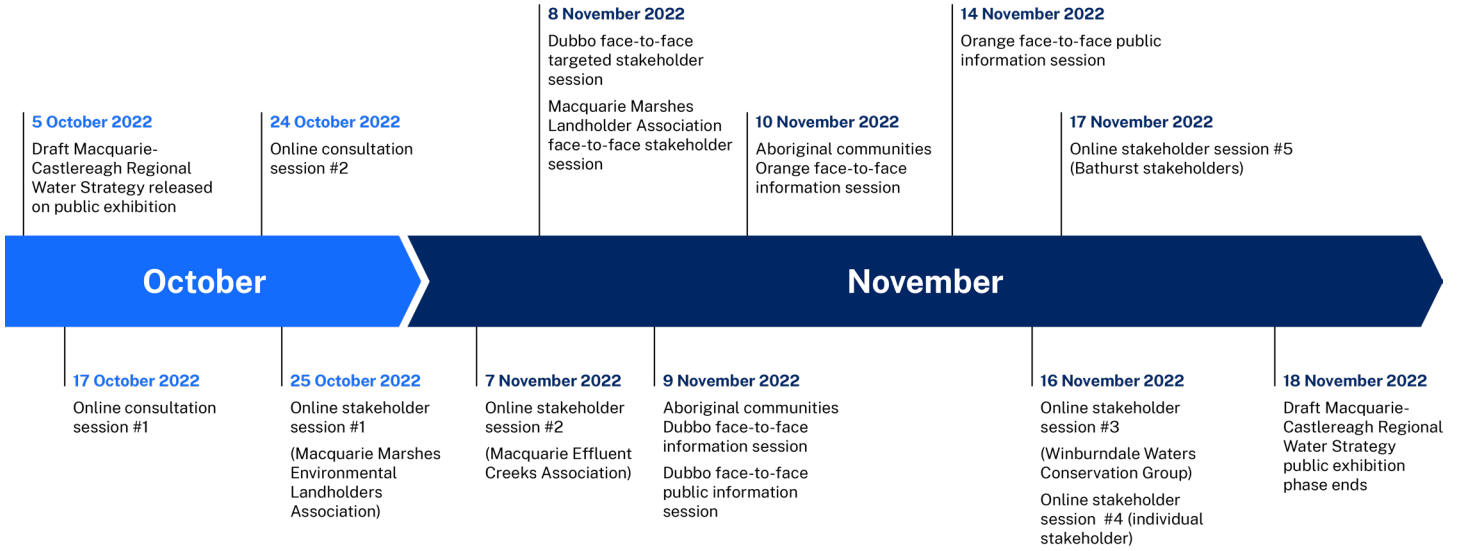 8 November 2022
Dubbo face-to-face
targeted stakeholder
session
Macquarie Marshes
Landholder Association
face-to-face stakeholder
session
14 November 2022
Orange face-to-face public
information session
5 October 2022
Draft Macquarie-
Castlereagh Regional
Water Strategy released
on public exhibition
24 October 2022
Online consultation
session #2
10 November 2022
Aboriginal communities
Orange face-to-face
information session
17 November 2022
Online stakeholder session #5
(Bathurst stakeholders)
October
November
17 October 2022
Online consultation
session #1
25 October 2022
Online stakeholder
session #1
(Macquarie Marshes
Environmental
Landholders
Association)
7 November 2022
Online stakeholder
session #2
(Macquarie Effluent
Creeks Association)
9 November 2022
Aboriginal communities
Dubbo face-to-face
information session
Dubbo face-to-face
public information
session
16 November 2022
Online stakeholder
session #3
(Winburndale Waters
Conservation Group)
Online stakeholder
session  #4 (individual
stakeholder)
18 November 2022
Draft Macquarie-
Castlereagh Regional
Water Strategy
public exhibition
phase ends